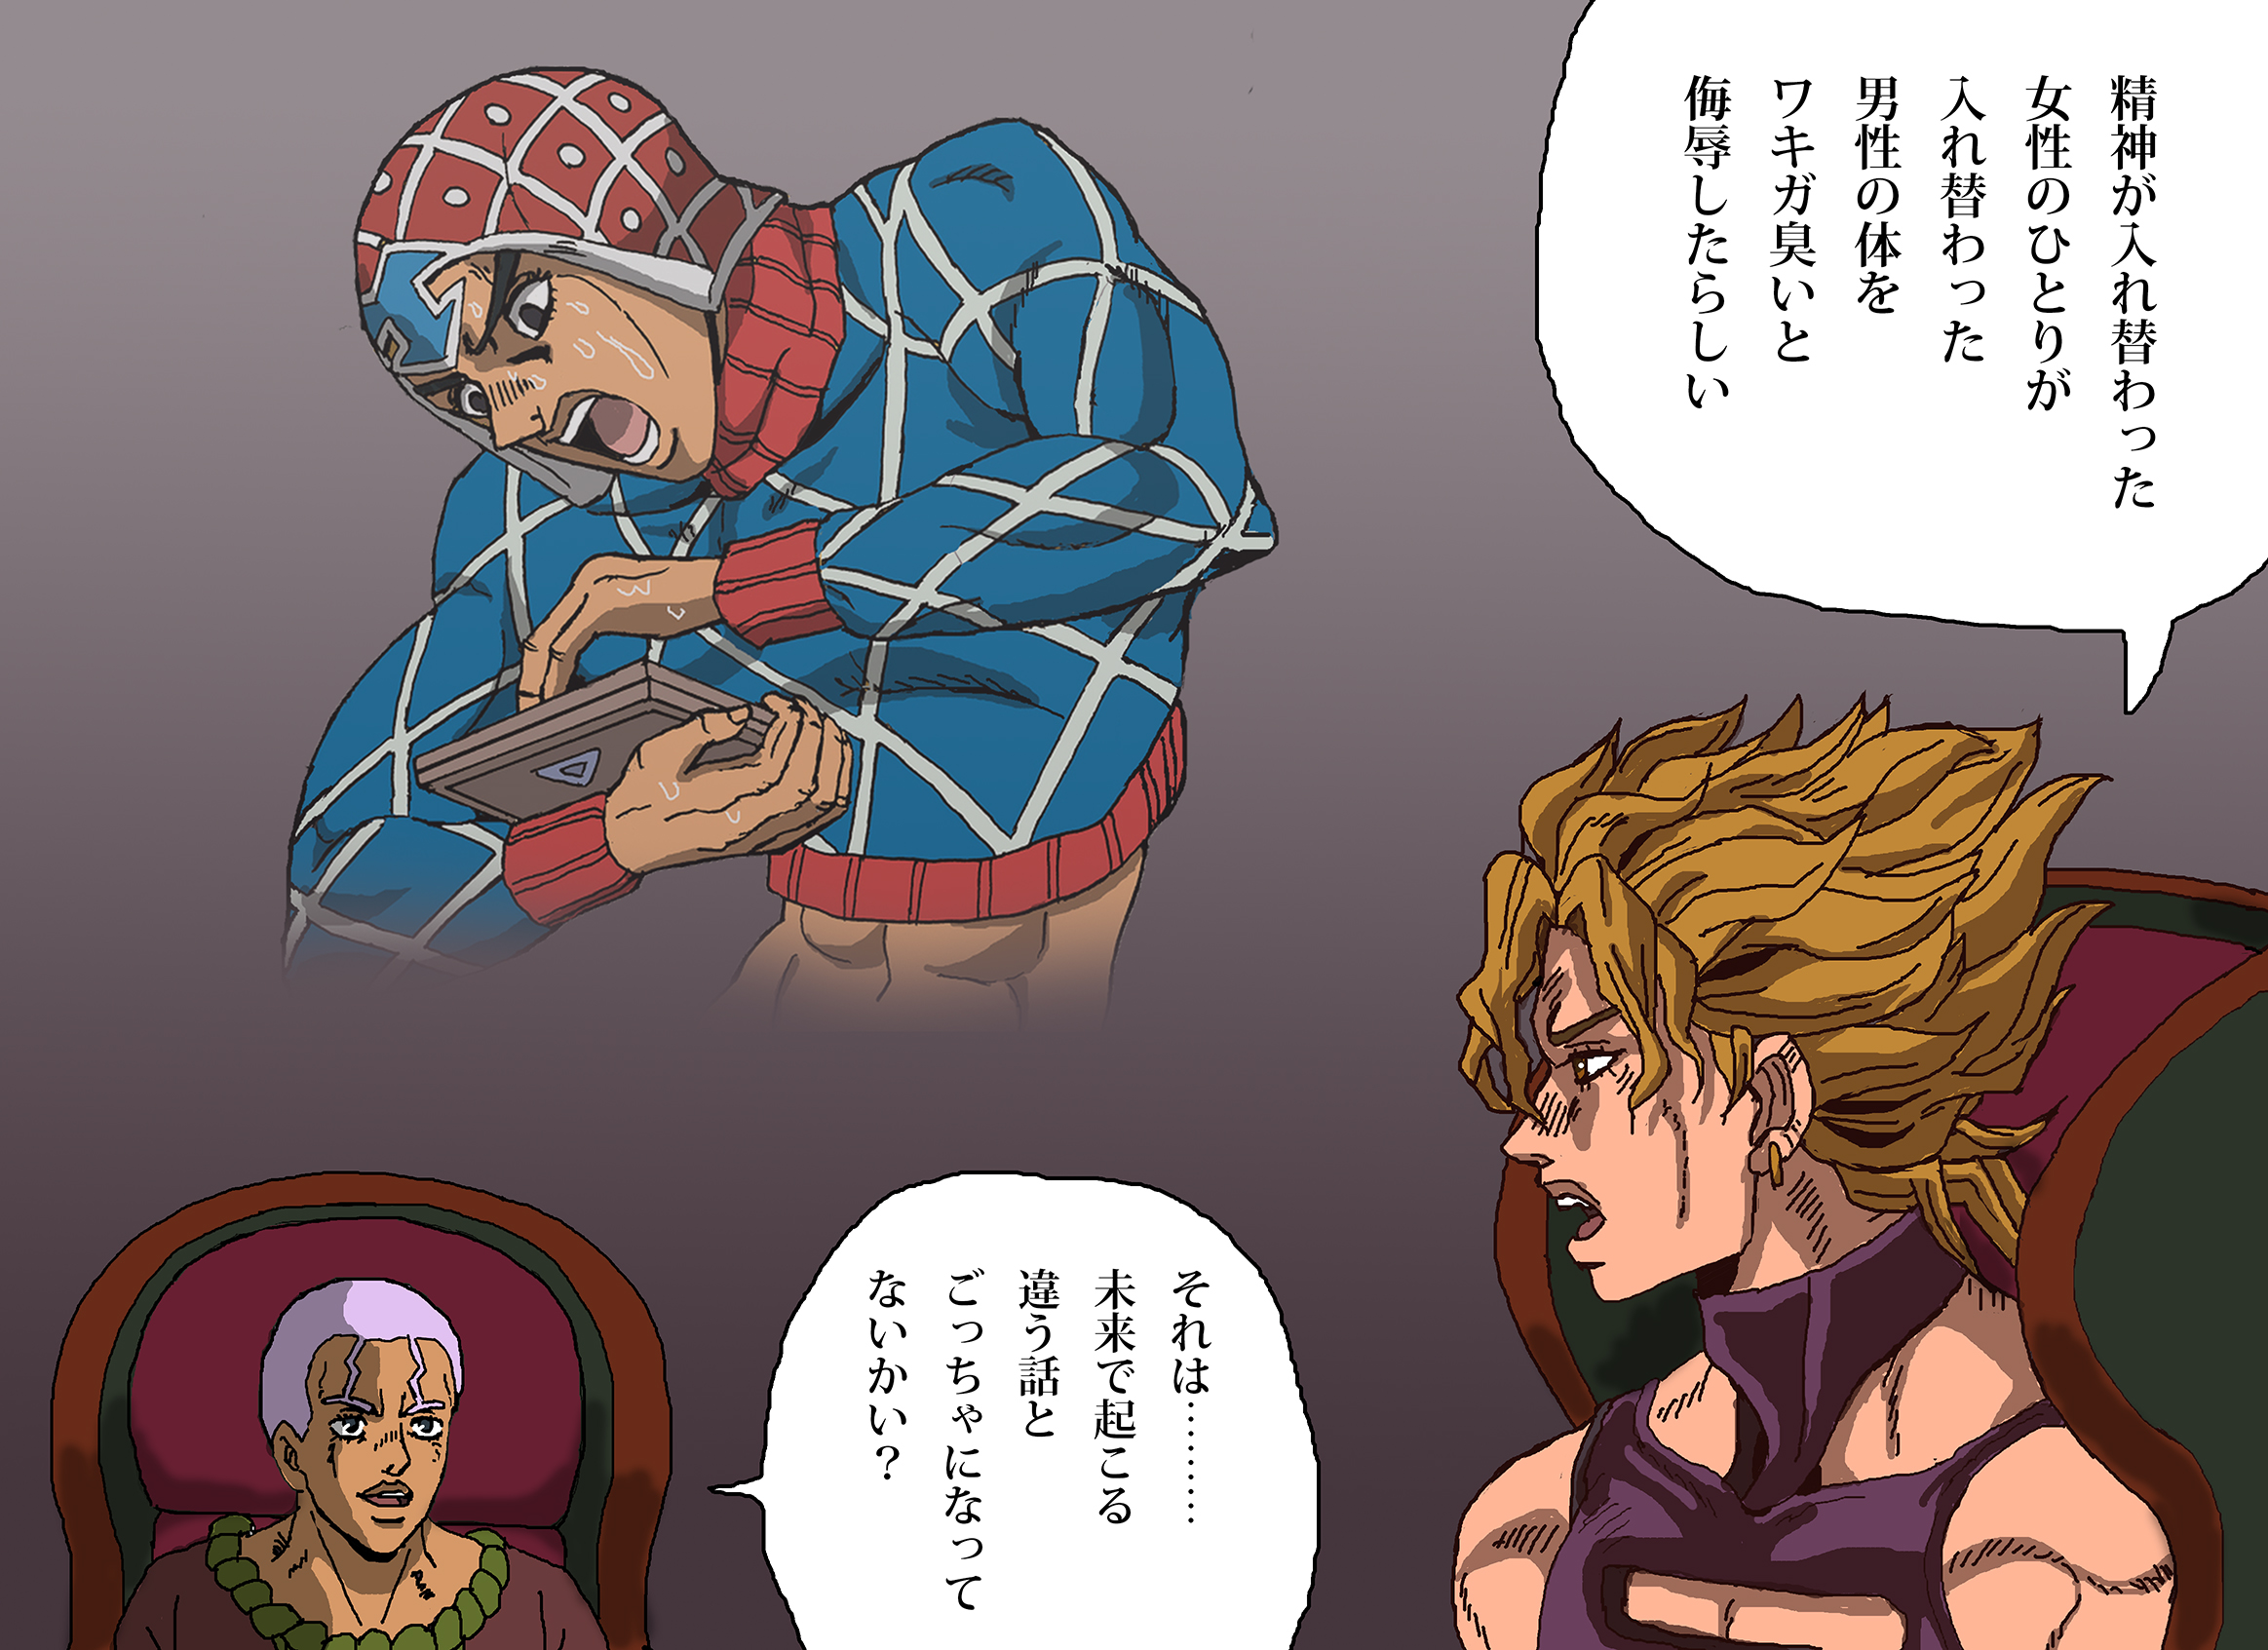 精神が入れ替わった
女性のひとりが
入れ替わった
男性の体を
ワキガ臭いと
侮辱したらしい
それは………
未来で起こる
違う話と
ごっちゃになって
ないかい？